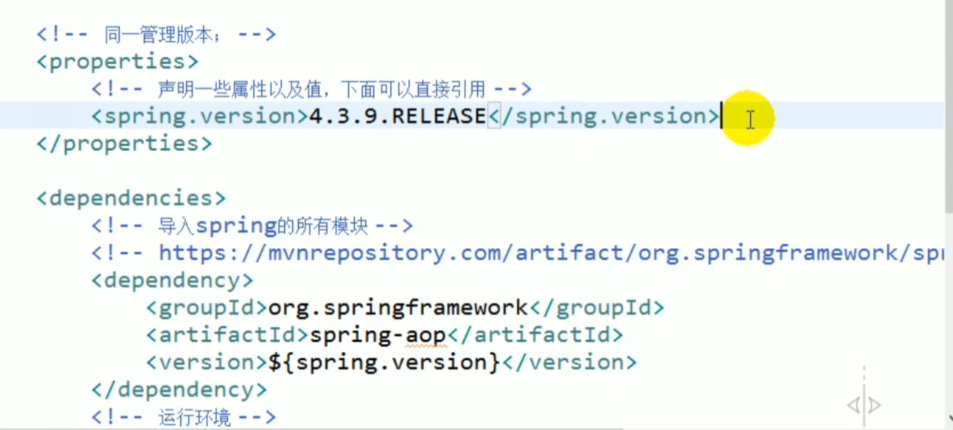 <!-- 同一管理版本； -->
<properties>
<!-- 声明一些属性以及值，下面可以直接引用 -->
<spring.version>4.3.9.RELEASE</spring.version>
</properties>
<dependencies>
<!-- 导入spring的所有模块 -->
<!-- https://mvnrepository.com/artifact/org.springframework/spr
<dependency>
<groupId>org.springframework</groupId>
<artifactId>spring-aop</artifactId>
<version>${spring.version}</version>
</dependency>
<!-- 运行环境 -->